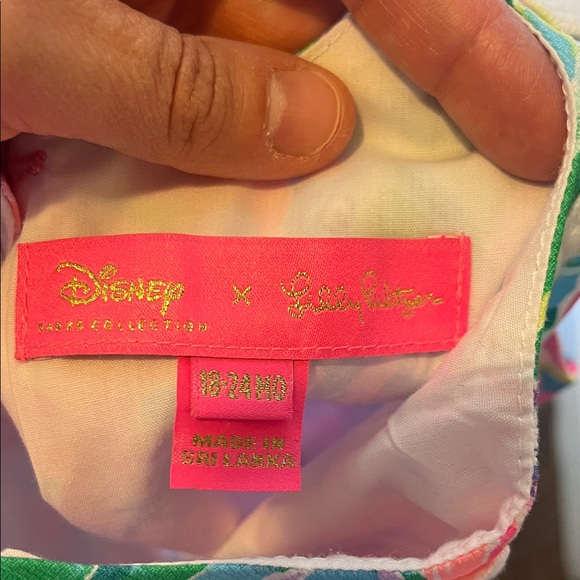 Disney x Lilly Pulitzer
PARKS COLLECTION
18-24 MO
MADE IN
SRI LANKA